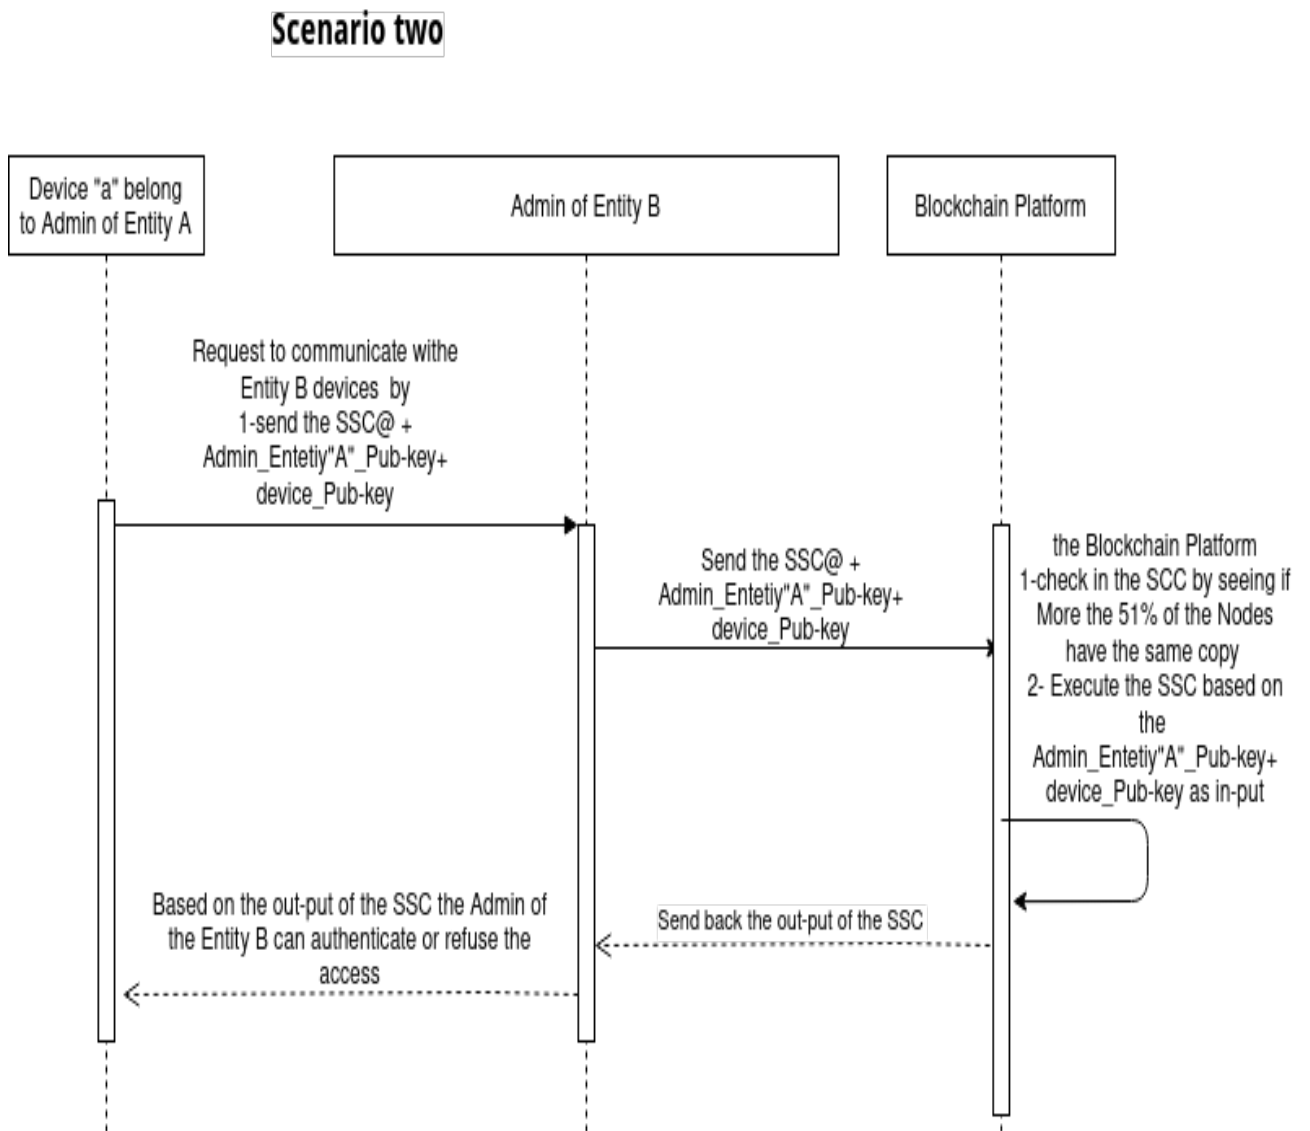 Scenario two
Device "a" belong
to Admin of Entity A
Admin of Entity B
Blockchain Platform
Request to communicate withe
Entity B devices by
1-send the SSC@ +
Admin_Entetiy"A"_Pub-key+
device_Pub-key
Send the SSC@ +
Admin_Entetiy"A"_Pub-key+
device_Pub-key
the Blockchain Platform
1-check in the SCC by seeing if
More the 51% of the Nodes
have the same copy
2- Execute the SSC based on
the
Admin_Entetiy"A"_Pub-key+
device_Pub-key as in-put
Based on the out-put of the SSC the Admin of
the Entity B can authenticate or refuse the
access
Send back the out-put of the SSC